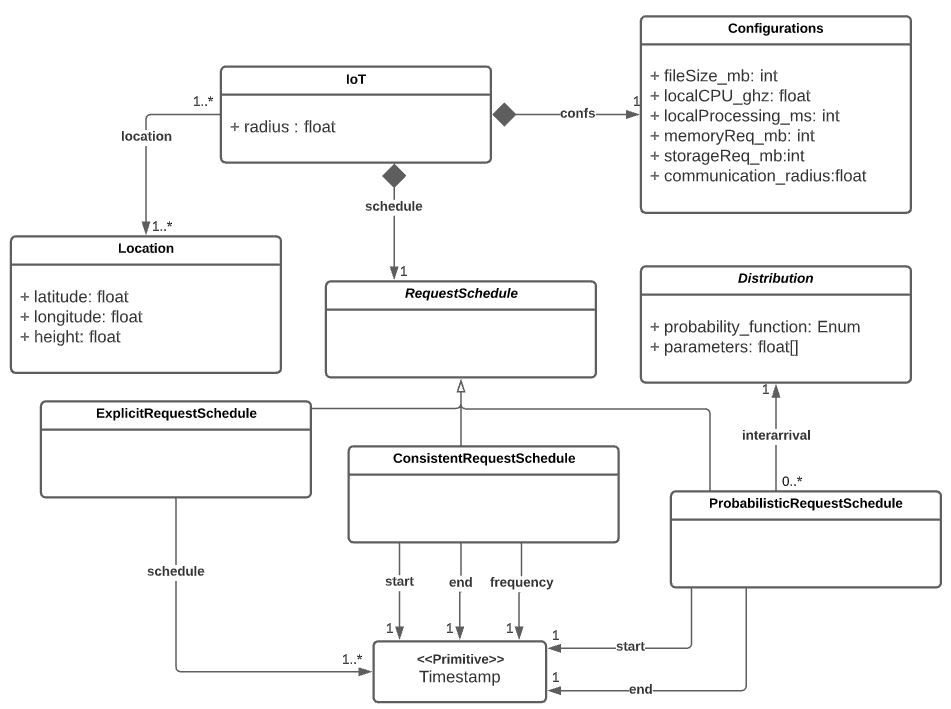 Configurations
+ fileSize_mb: int
+ localCPU_ghz: float
+ localProcessing_ms: int
+ memoryReq_mb: int
+ storageReq_mb:int
+ communication_radius:float
IoT
+ radius : float
1..*
confs
1
location
1..*
schedule
1
Location
+ latitude: float
+ longitude: float
+ height: float
RequestSchedule
Distribution
+ probability_function: Enum
+ parameters: float[]
1
interarrival
0..*
ExplicitRequestSchedule
ConsistentRequestSchedule
ProbabilisticRequestSchedule
schedule
start
end
frequency
1
1
1
1..*
<<Primitive>>
Timestamp
1
start
1
end